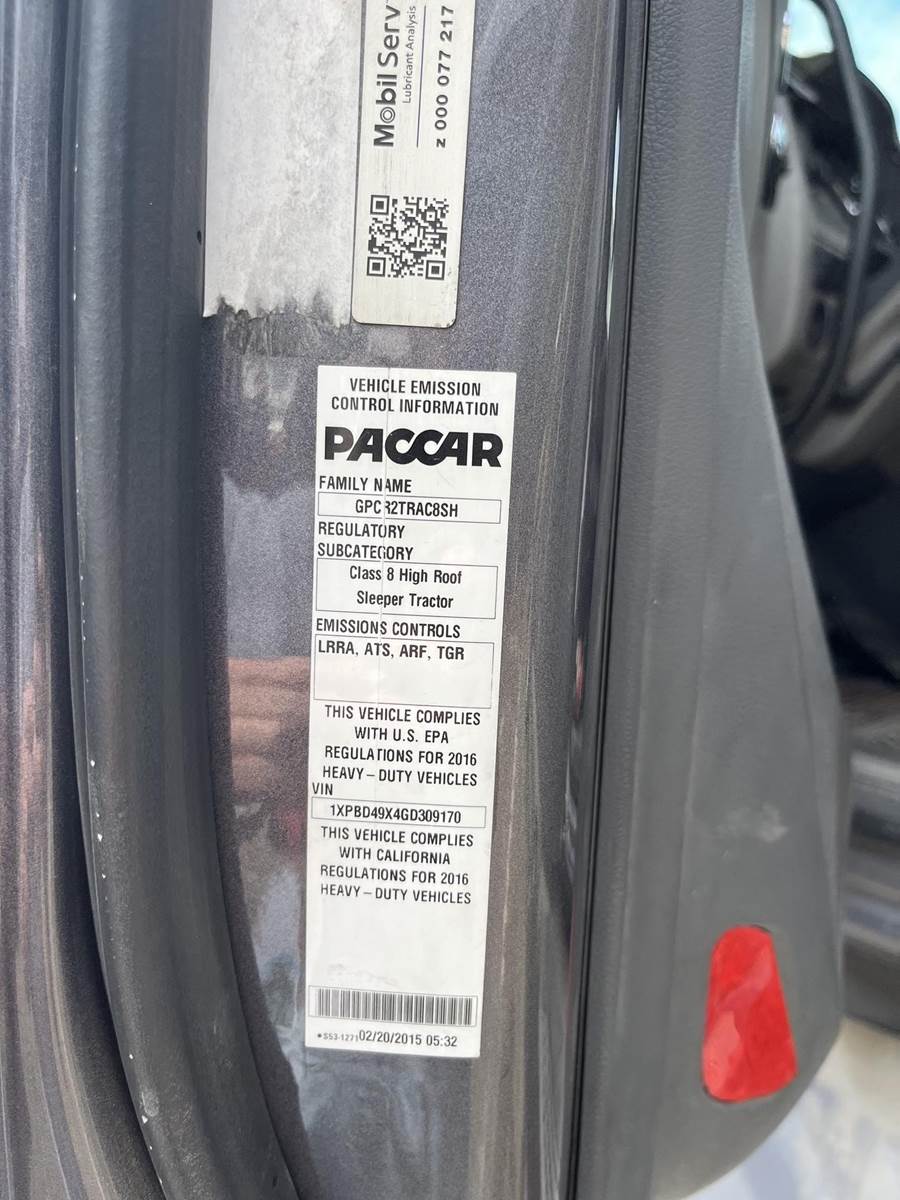 Mobil Serv
Lubricant Analysis
z 000 077 217
VEHICLE EMISSION
CONTROL INFORMATION
PACCAR
FAMILY NAME
GPCR2TRAC8SH
REGULATORY
SUBCATEGORY
Class 8 High Roof
Sleeper Tractor
EMISSIONS CONTROLS
LRRA, ATS, ARF, TGR
THIS VEHICLE COMPLIES
WITH U.S. EPA
REGULATIONS FOR 2016
HEAVY – DUTY VEHICLES
VIN
1XPBD49X4GD309170
THIS VEHICLE COMPLIES
WITH CALIFORNIA
REGULATIONS FOR 2016
HEAVY – DUTY VEHICLES
•S53-1271 02/20/2015 05:32